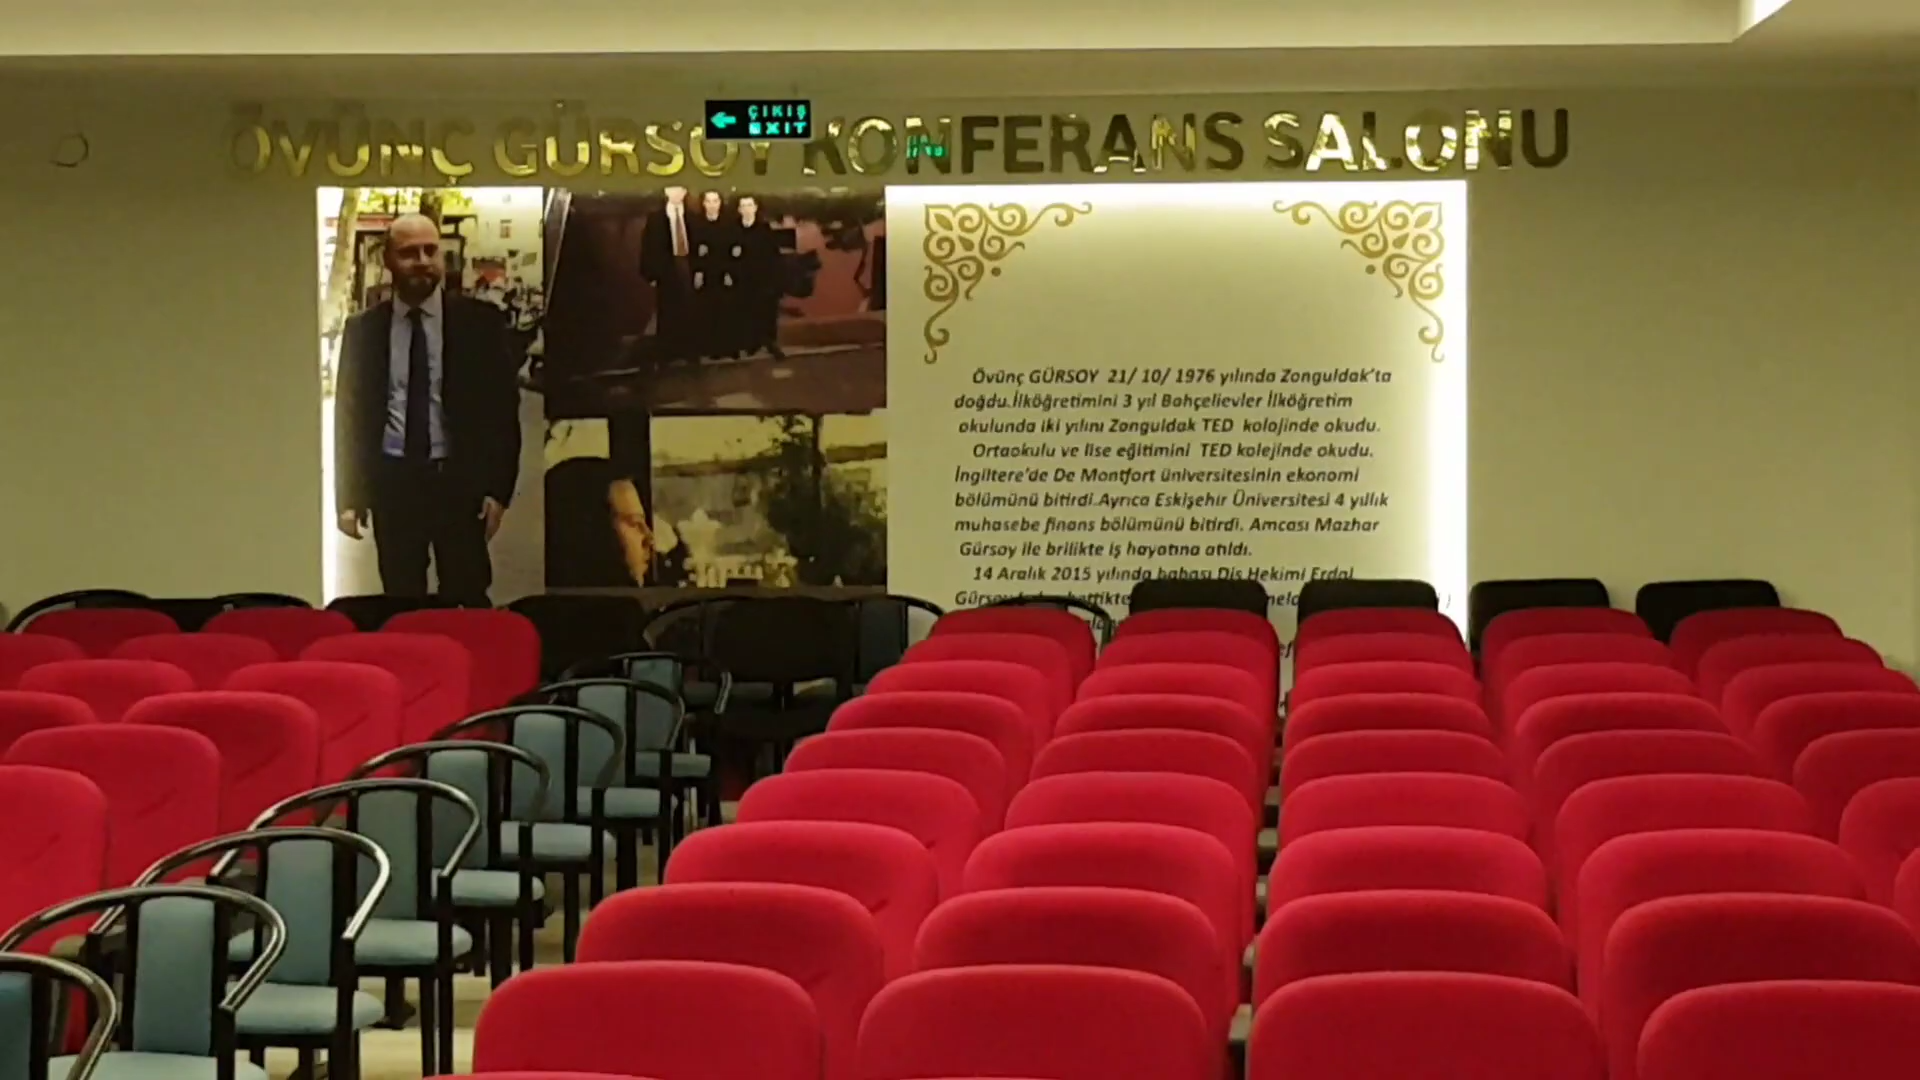 ÖVÜNÇ GÜRSOY KONFERANS SALONU
ÇIKIŞ
EXIT
Övünç GÜRSOY 21/ 10/ 1976 yılında Zonguldak'ta
doğdu.İlköğretimini 3 yıl Bahçelievler İlköğretim
okulunda iki yılını Zonguldak TED kolojinde okudu.
Ortaokulu ve lise eğitimini TED kolejinde okudu.
İngiltere'de De Montfort üniversitesinin ekonomi
bölümünü bitirdi.Ayrıca Eskişehir Üniversitesi 4 yıllık
muhasebe finans bölümünü bitirdi. Amcası Mazhar
Gürsoy ile brilikte iş hayatına atıldı.
14 Aralık 2015 yılında babası Diş Hekimi Erdal